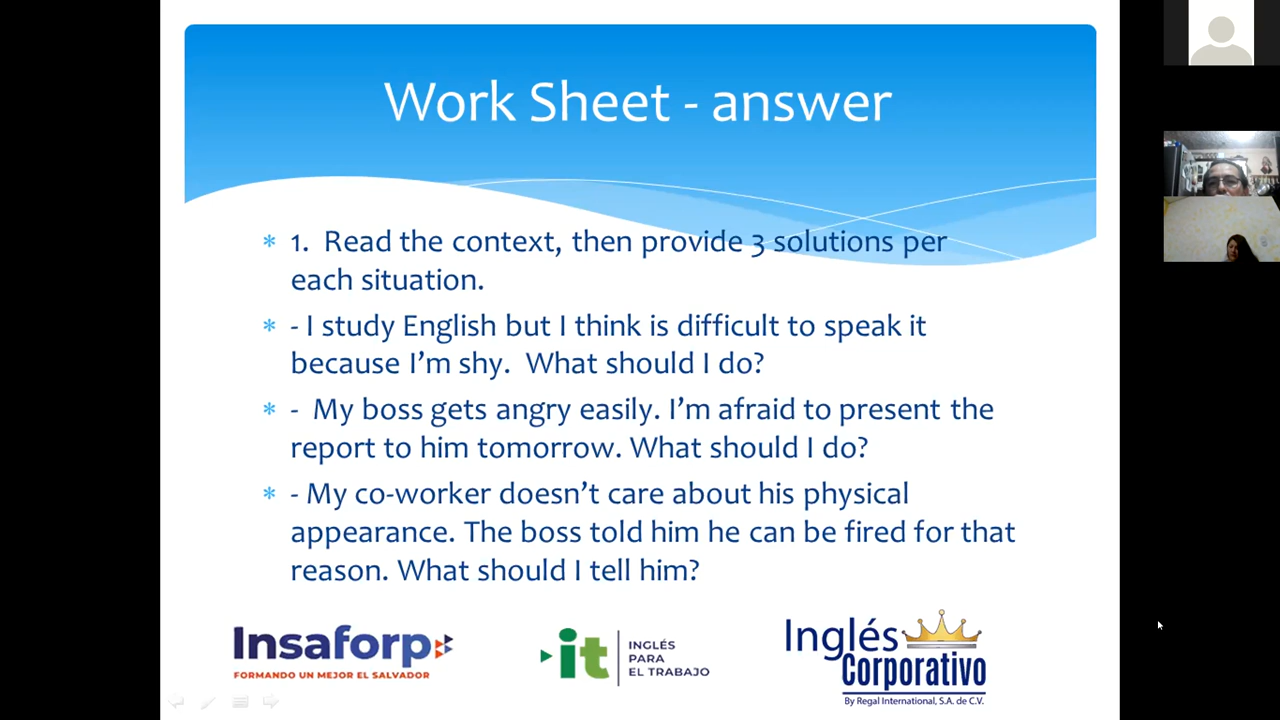 Work Sheet - answer
* 1. Read the context, then provide 3 solutions per
each situation.
* - I study English but I think is difficult to speak it
because I'm shy. What should I do?
* - My boss gets angry easily. I'm afraid to present the
report to him tomorrow. What should I do?
* - My co-worker doesn't care about his physical
appearance. The boss told him he can be fired for that
reason. What should I tell him?
Insaforp
FORMANDO UN MEJOR EL SALVADOR
it
INGLÉS
PARA
EL TRABAJO
Inglés
Corporativo
By Regal International, S.A. de C.V.